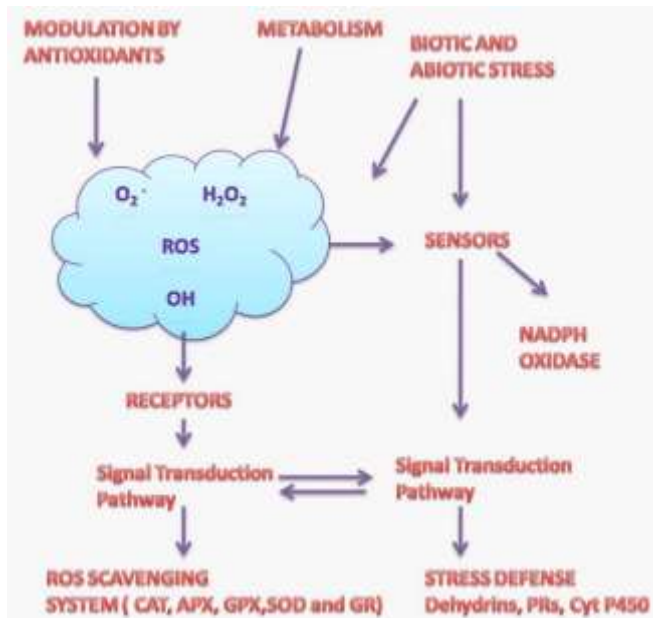 MODULATION BY
ANTIOXIDANTS
METABOLISM
BIOTIC AND
ABIOTIC STRESS
O₂⁻ H₂O₂
ROS
OH
SENSORS
NADPH
OXIDASE
RECEPTORS
Signal Transduction
Pathway
Signal Transduction
Pathway
ROS SCAVENGING
SYSTEM ( CAT, APX, GPX,SOD and GR)
STRESS DEFENSE
Dehydrins, PRs, Cyt P450